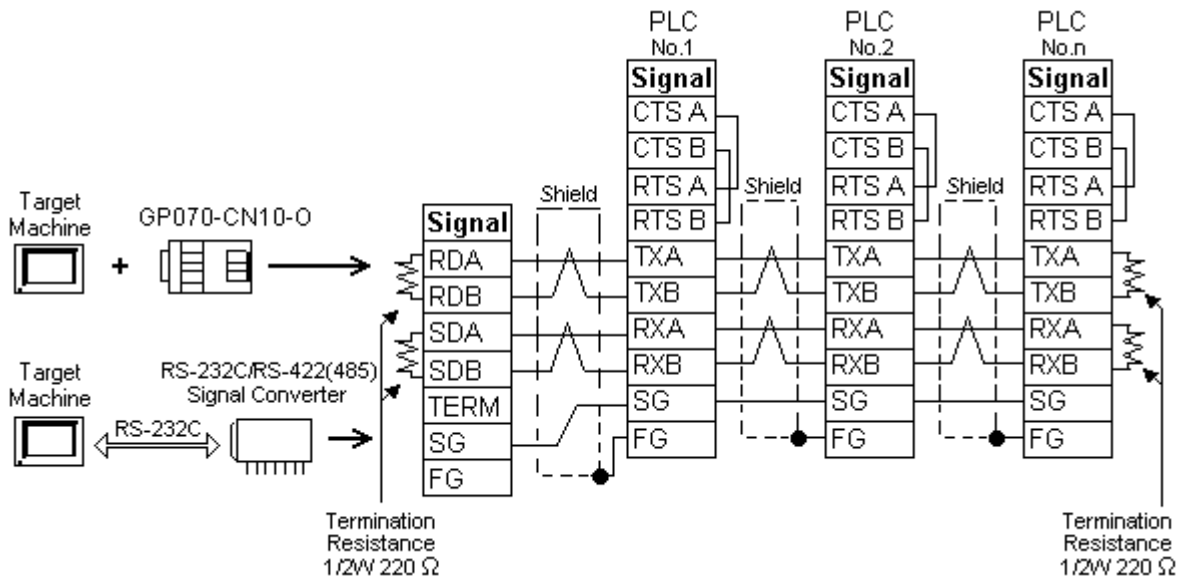 PLC
No.1
PLC
No.2
PLC
No.n
Signal
CTS A
CTS B
RTS A
RTS B
TXA
TXB
RXA
RXB
SG
FG
Signal
CTS A
CTS B
RTS A
RTS B
TXA
TXB
RXA
RXB
SG
FG
Signal
CTS A
CTS B
RTS A
RTS B
TXA
TXB
RXA
RXB
SG
FG
Shield
Shield
Shield
Target
Machine
+
GP070-CN10-O
Signal
RDA
RDB
SDA
SDB
TERM
SG
FG
Target
Machine
RS-232C
RS-232C/RS-422(485)
Signal Converter
Termination
Resistance
1/2W 220 Ω
Termination
Resistance
1/2W 220 Ω